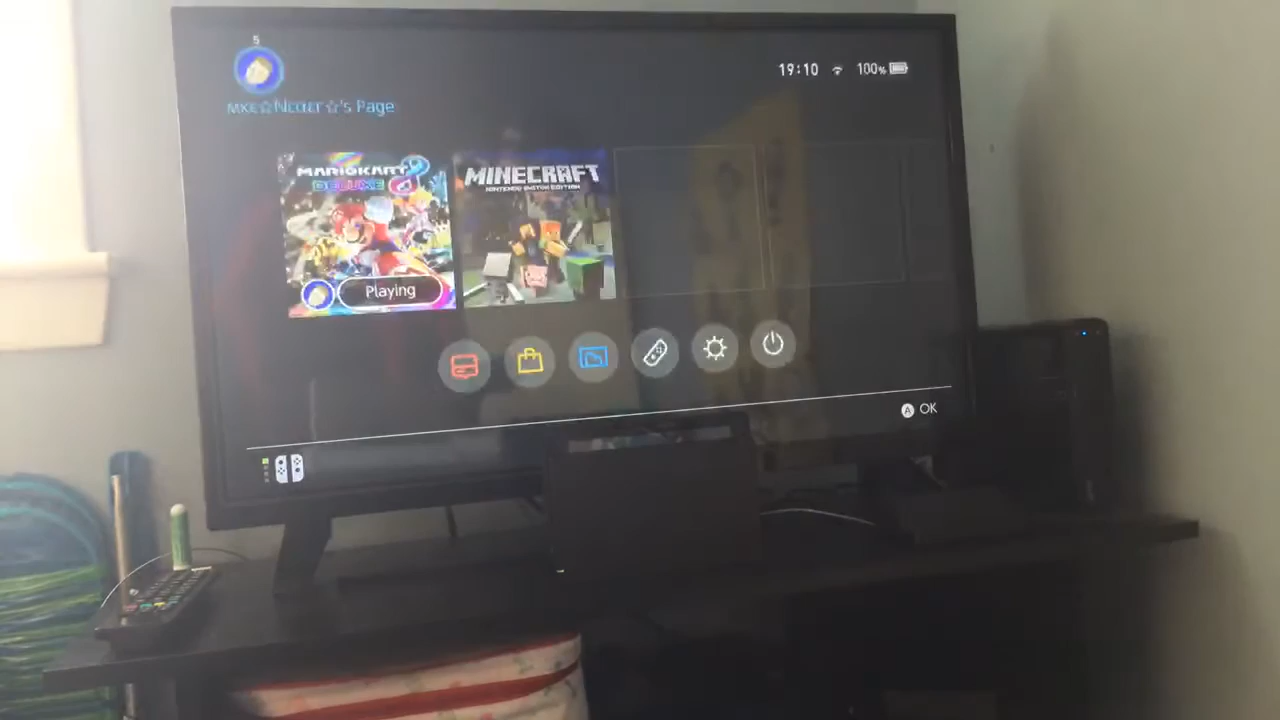 5
19:10 100%
's Page
MARIOKART 8
DELUXE
MINECRAFT
NINTENDO SWITCH EDITION
Playing
A OK